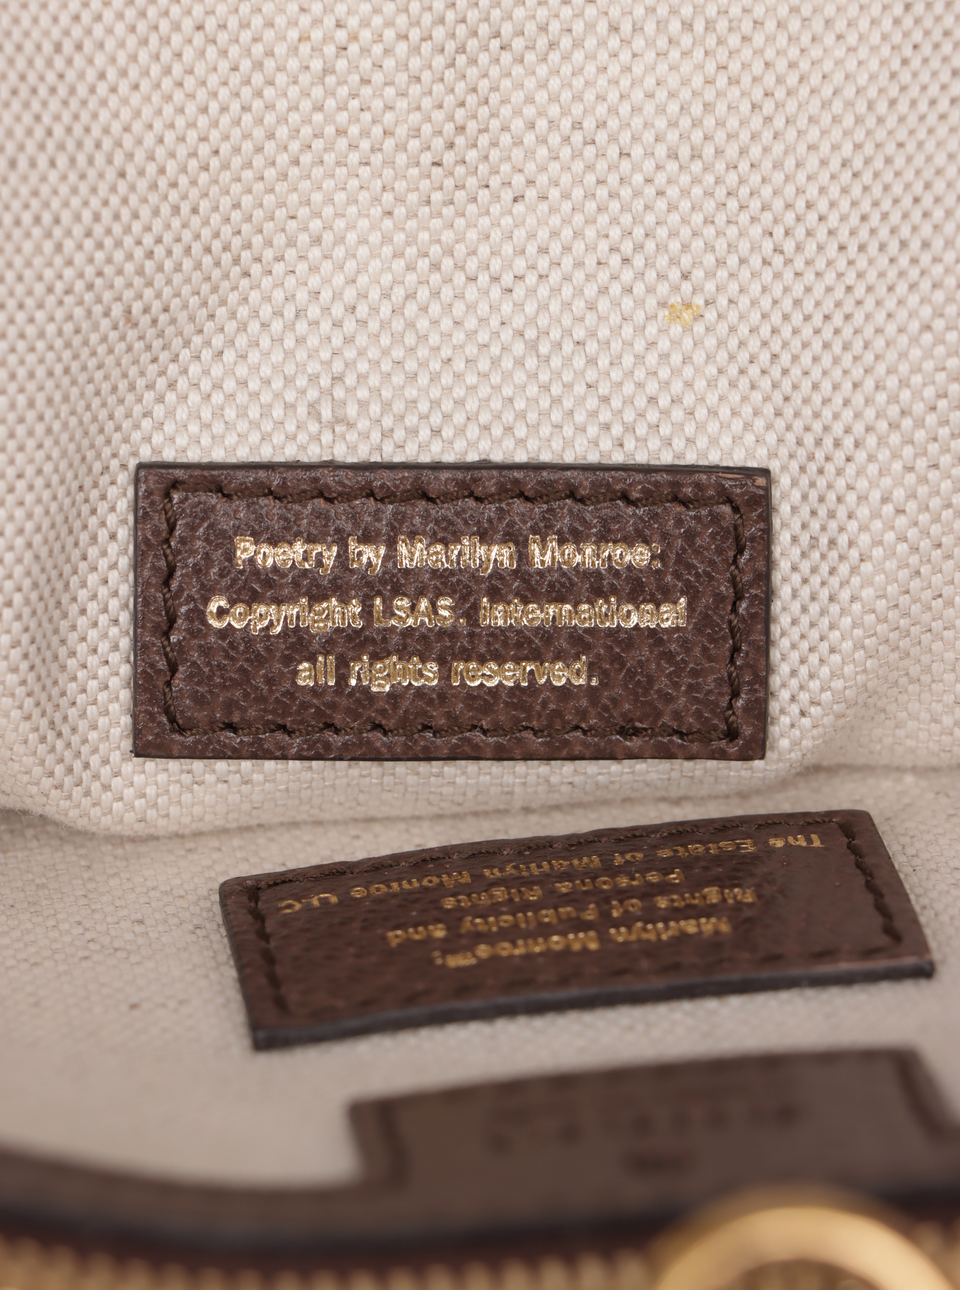 Poetry by Marilyn Monroe:
Copyright LSAS. International
all rights reserved.
Marilyn Monroe™;
Rights of Publicity and
Persona Rights
The Estate of Marilyn Monroe LLC